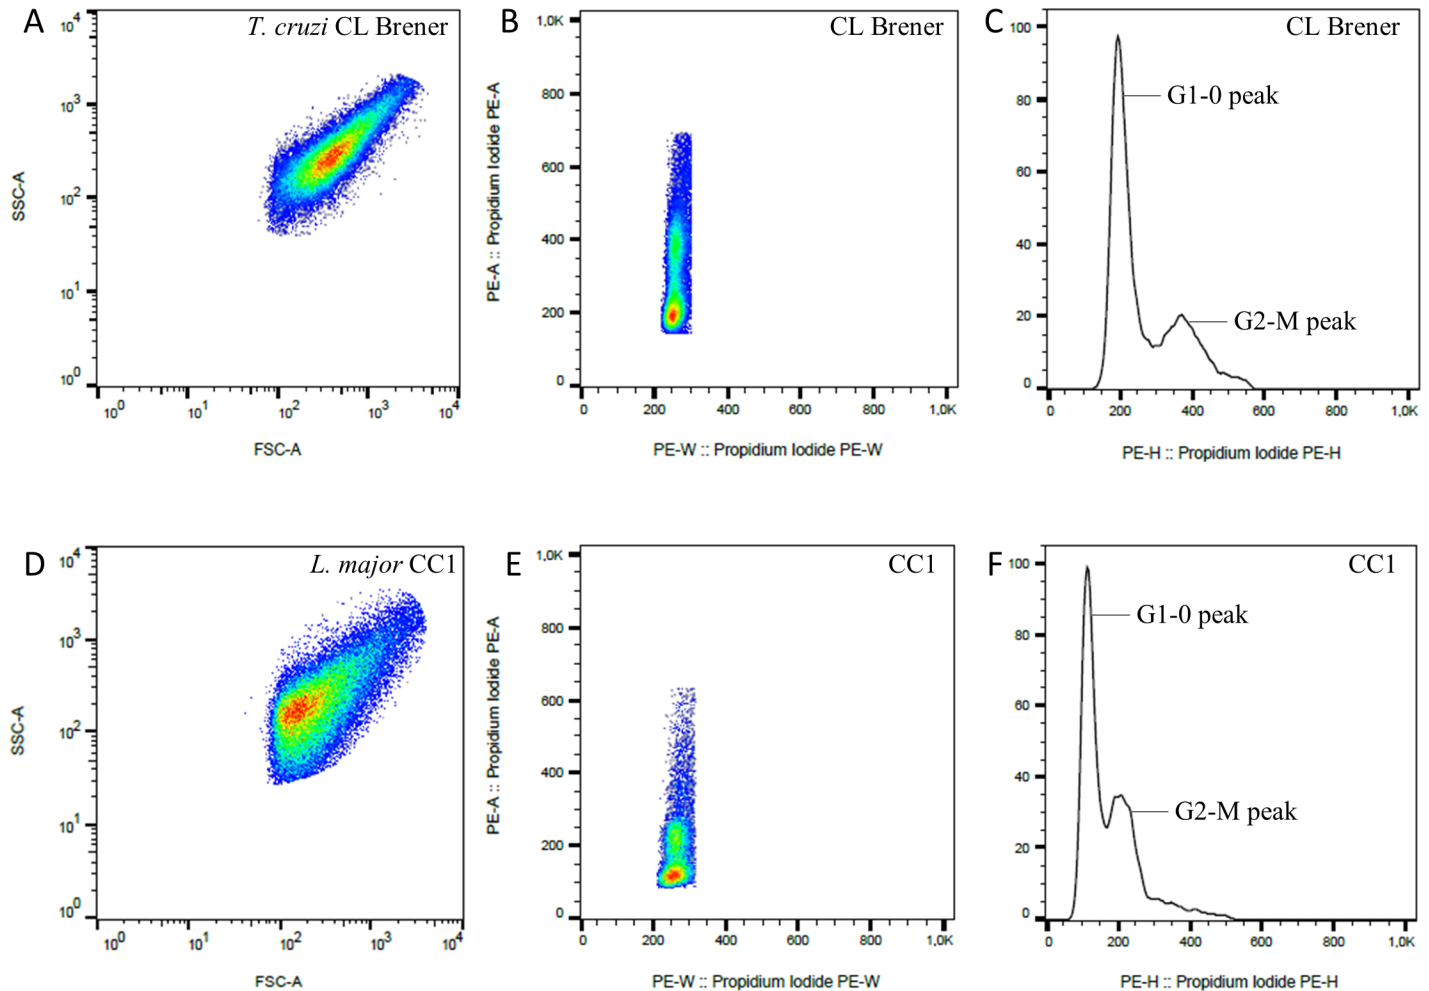 A
T. cruzi CL Brener
10^4
10^3
10^2
10^1
10^0
SSC-A
10^0 10^1 10^2 10^3 10^4
FSC-A
B
CL Brener
1,0K
800
600
400
200
0
PE-A :: Propidium Iodide PE-A
0 200 400 600 800 1,0K
PE-W :: Propidium Iodide PE-W
C
CL Brener
100
80
60
40
20
0
G1-0 peak
G2-M peak
0 200 400 600 800 1,0K
PE-H :: Propidium Iodide PE-H
D
L. major CC1
10^4
10^3
10^2
10^1
10^0
SSC-A
10^0 10^1 10^2 10^3 10^4
FSC-A
E
CC1
1,0K
800
600
400
200
0
PE-A :: Propidium Iodide PE-A
0 200 400 600 800 1,0K
PE-W :: Propidium Iodide PE-W
F
CC1
100
80
60
40
20
0
G1-0 peak
G2-M peak
0 200 400 600 800 1,0K
PE-H :: Propidium Iodide PE-H